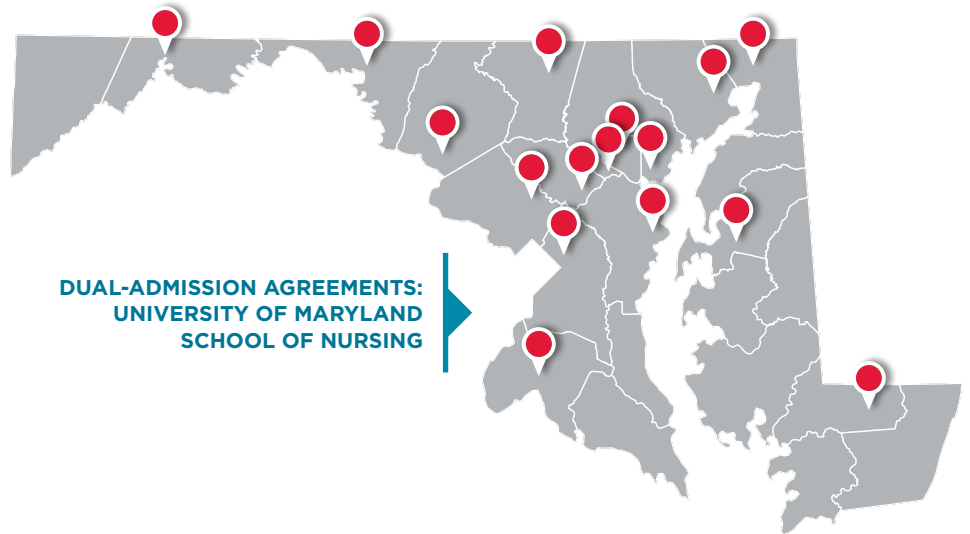 DUAL-ADMISSION AGREEMENTS:
UNIVERSITY OF MARYLAND
SCHOOL OF NURSING